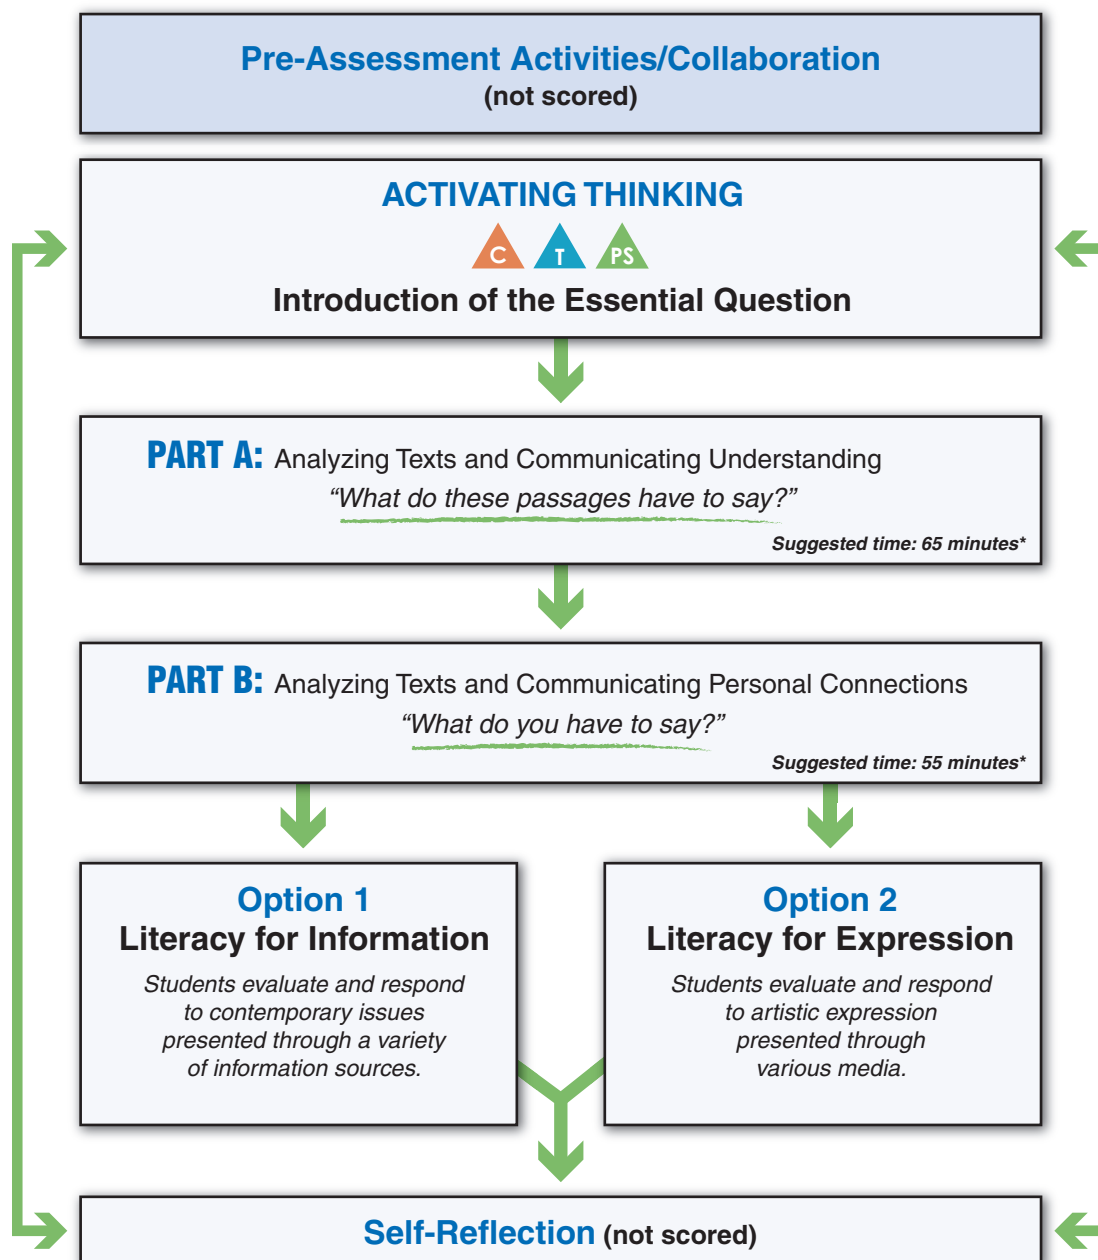 Pre-Assessment Activities/Collaboration
(not scored)
ACTIVATING THINKING
C T PS
Introduction of the Essential Question
PART A: Analyzing Texts and Communicating Understanding
“What do these passages have to say?”
Suggested time: 65 minutes*
PART B: Analyzing Texts and Communicating Personal Connections
“What do you have to say?”
Suggested time: 55 minutes*
Option 1
Literacy for Information
Students evaluate and respond
to contemporary issues
presented through a variety
of information sources.
Option 2
Literacy for Expression
Students evaluate and respond
to artistic expression
presented through
various media.
Self-Reflection (not scored)